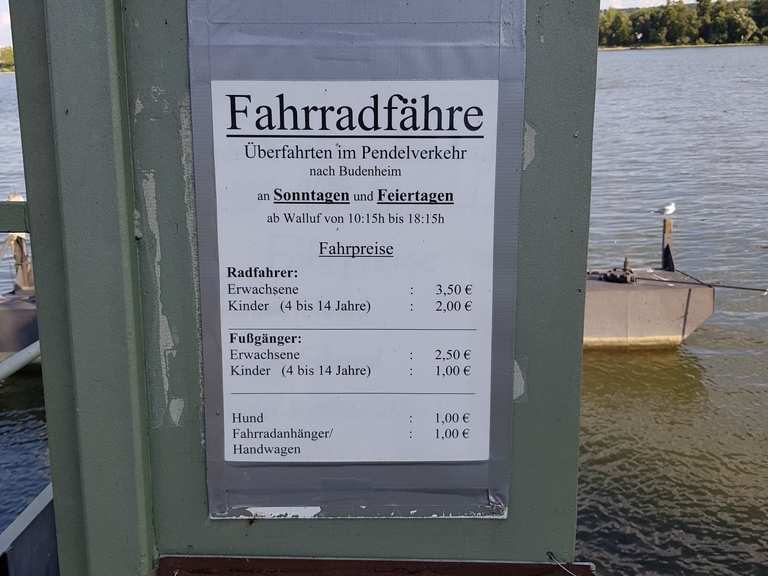 Fahrradfähre
Überfahrten im Pendelverkehr
nach Budenheim
an Sonntagen und Feiertagen
ab Walluf von 10:15h bis 18:15h
Fahrpreise
Radfahrer:
Erwachsene : 3,50 €
Kinder (4 bis 14 Jahre) : 2,00 €
Fußgänger:
Erwachsene : 2,50 €
Kinder (4 bis 14 Jahre) : 1,00 €
Hund : 1,00 €
Fahrradanhänger/ : 1,00 €
Handwagen